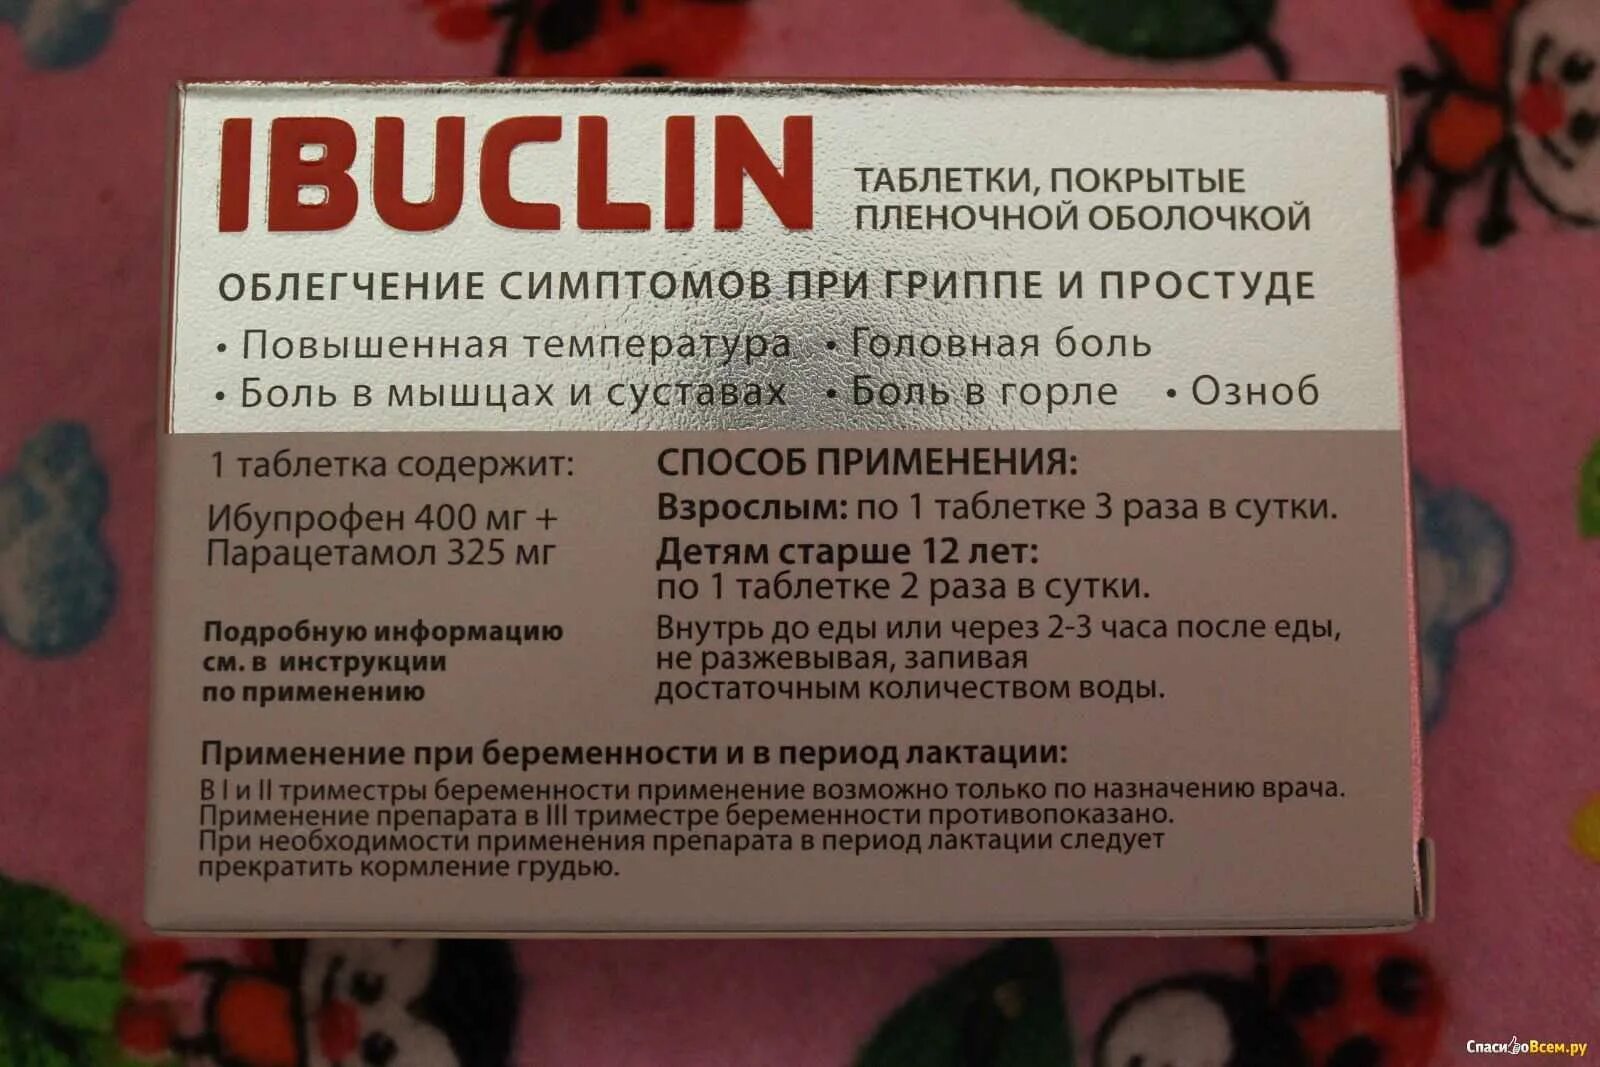 IBUCLIN
ТАБЛЕТКИ, ПОКРЫТЫЕ
ПЛЕНОЧНОЙ ОБОЛОЧКОЙ
ОБЛЕГЧЕНИЕ СИМПТОМОВ ПРИ ГРИППЕ И ПРОСТУДЕ
• Повышенная температура • Головная боль
• Боль в мышцах и суставах • Боль в горле • Озноб
1 таблетка содержит:
Ибупрофен 400 мг +
Парацетамол 325 мг
Подробную информацию
см. в инструкции
по применению
СПОСОБ ПРИМЕНЕНИЯ:
Взрослым: по 1 таблетке 3 раза в сутки.
Детям старше 12 лет:
по 1 таблетке 2 раза в сутки.
Внутрь до еды или через 2-3 часа после еды,
не разжевывая, запивая
достаточным количеством воды.
Применение при беременности и в период лактации:
В I и II триместры беременности применение возможно только по назначению врача.
Применение препарата в III триместре беременности противопоказано.
При необходимости применения препарата в период лактации следует
прекратить кормление грудью.
СпасибоВсем.ру